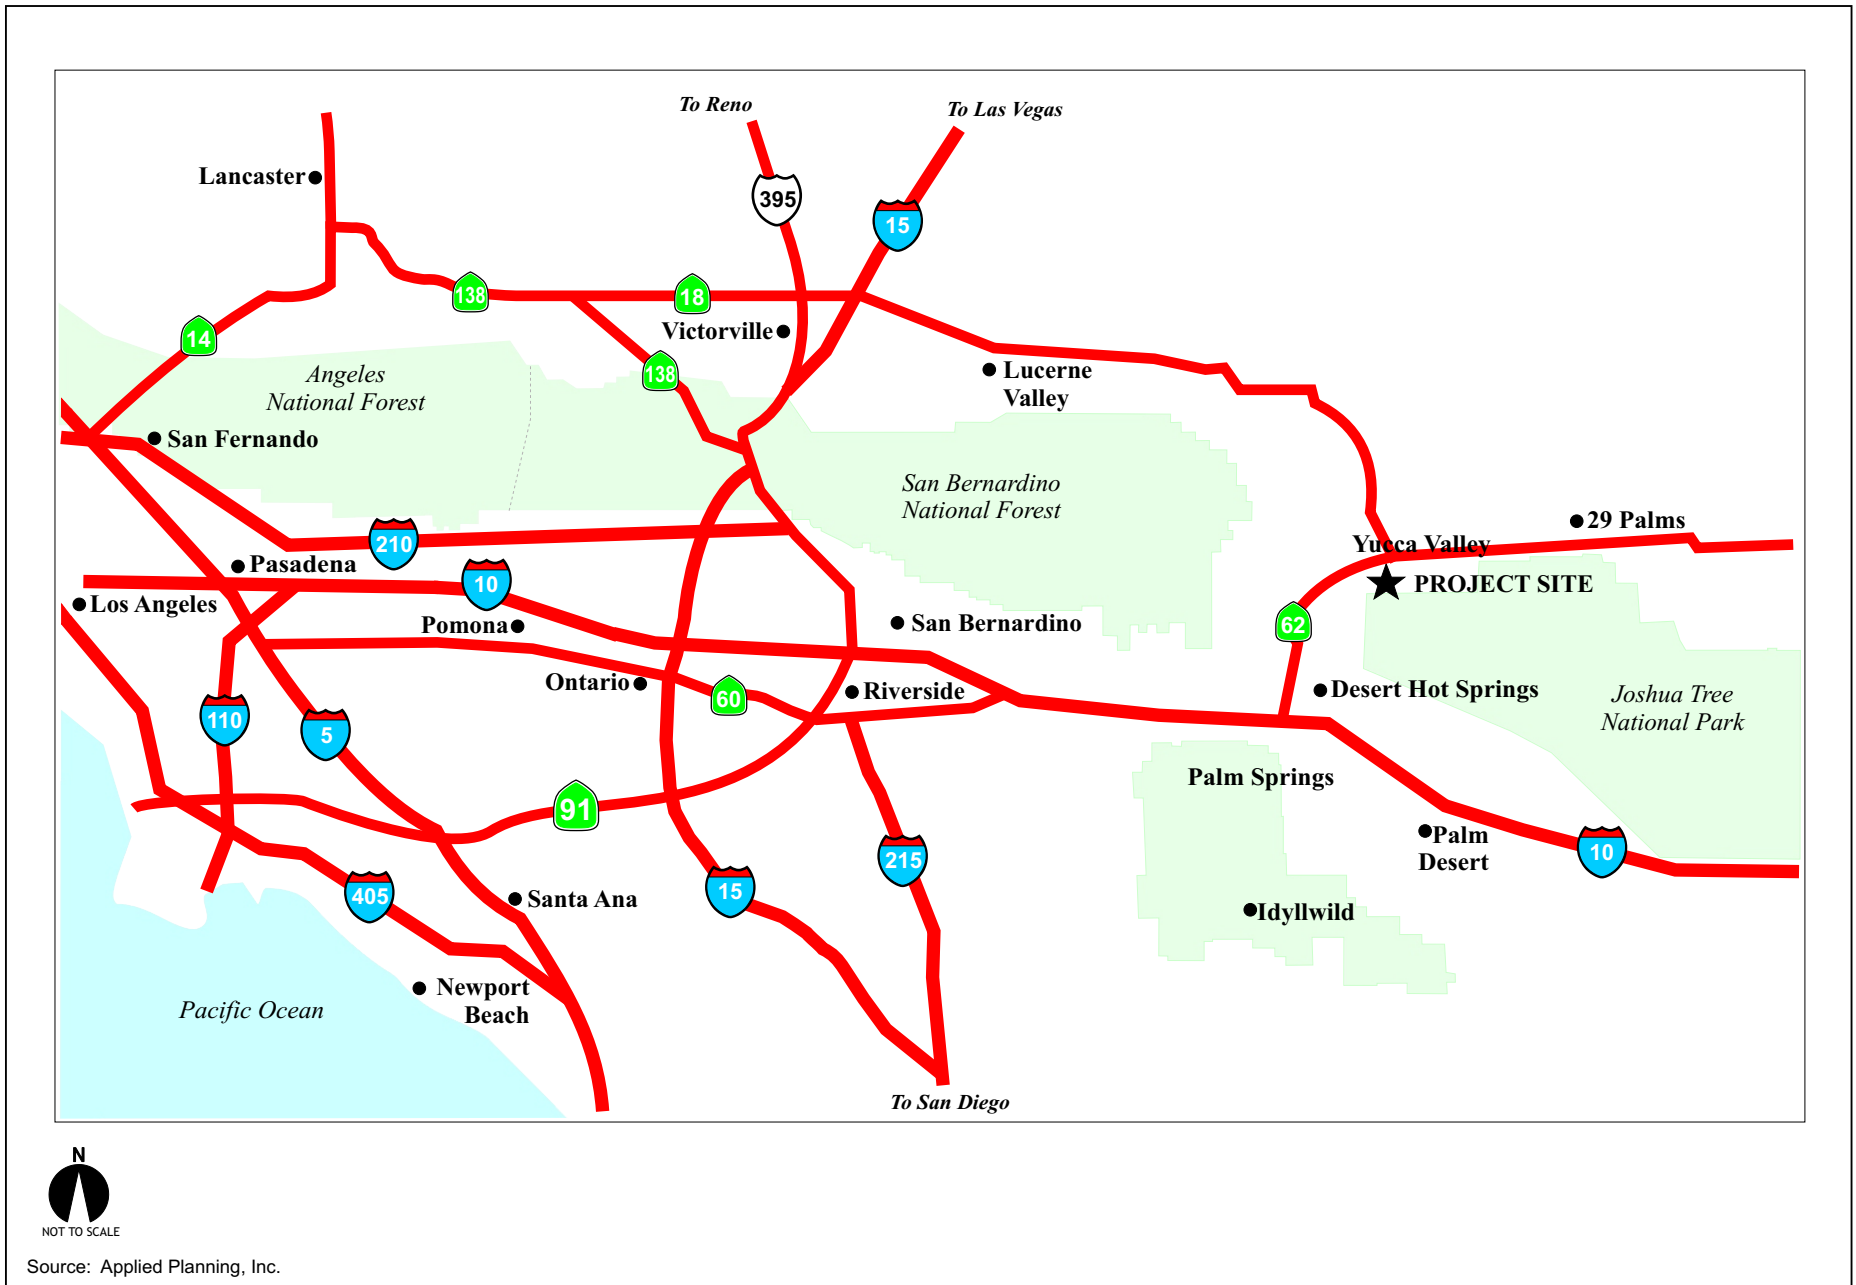 To Reno
To Las Vegas
Lancaster
395
15
138
18
14
Victorville
138
Angeles
National Forest
Lucerne
Valley
San Fernando
San Bernardino
National Forest
29 Palms
210
Yucca Valley
Pasadena
10
PROJECT SITE
Los Angeles
Pomona
San Bernardino
62
Ontario
60
Riverside
Desert Hot Springs
Joshua Tree
National Park
110
5
Palm Springs
91
Palm
Desert
10
215
15
405
Santa Ana
Idyllwild
Newport
Beach
Pacific Ocean
To San Diego
N
NOT TO SCALE
Source: Applied Planning, Inc.